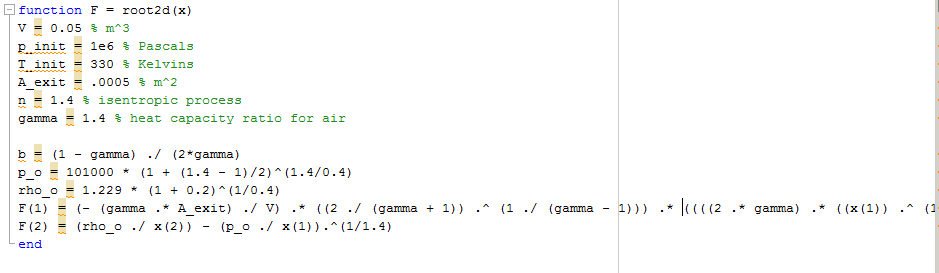 function F = root2d(x)
V = 0.05 % m^3
p_init = 1e6 % Pascals
T_init = 330 % Kelvins
A_exit = .0005 % m^2
n = 1.4 % isentropic process
gamma = 1.4 % heat capacity ratio for air
b = (1 - gamma) ./ (2*gamma)
p_o = 101000 * (1 + (1.4 - 1)/2)^(1.4/0.4)
rho_o = 1.229 * (1 + 0.2)^(1/0.4)
F(1) = (- (gamma .* A_exit) ./ V) .* ((2 ./ (gamma + 1)) .^ (1 ./ (gamma - 1))) .* ((((2 .* gamma) .* ((x(1)) .^ (1
F(2) = (rho_o ./ x(2)) - (p_o ./ x(1)).^(1/1.4)
end